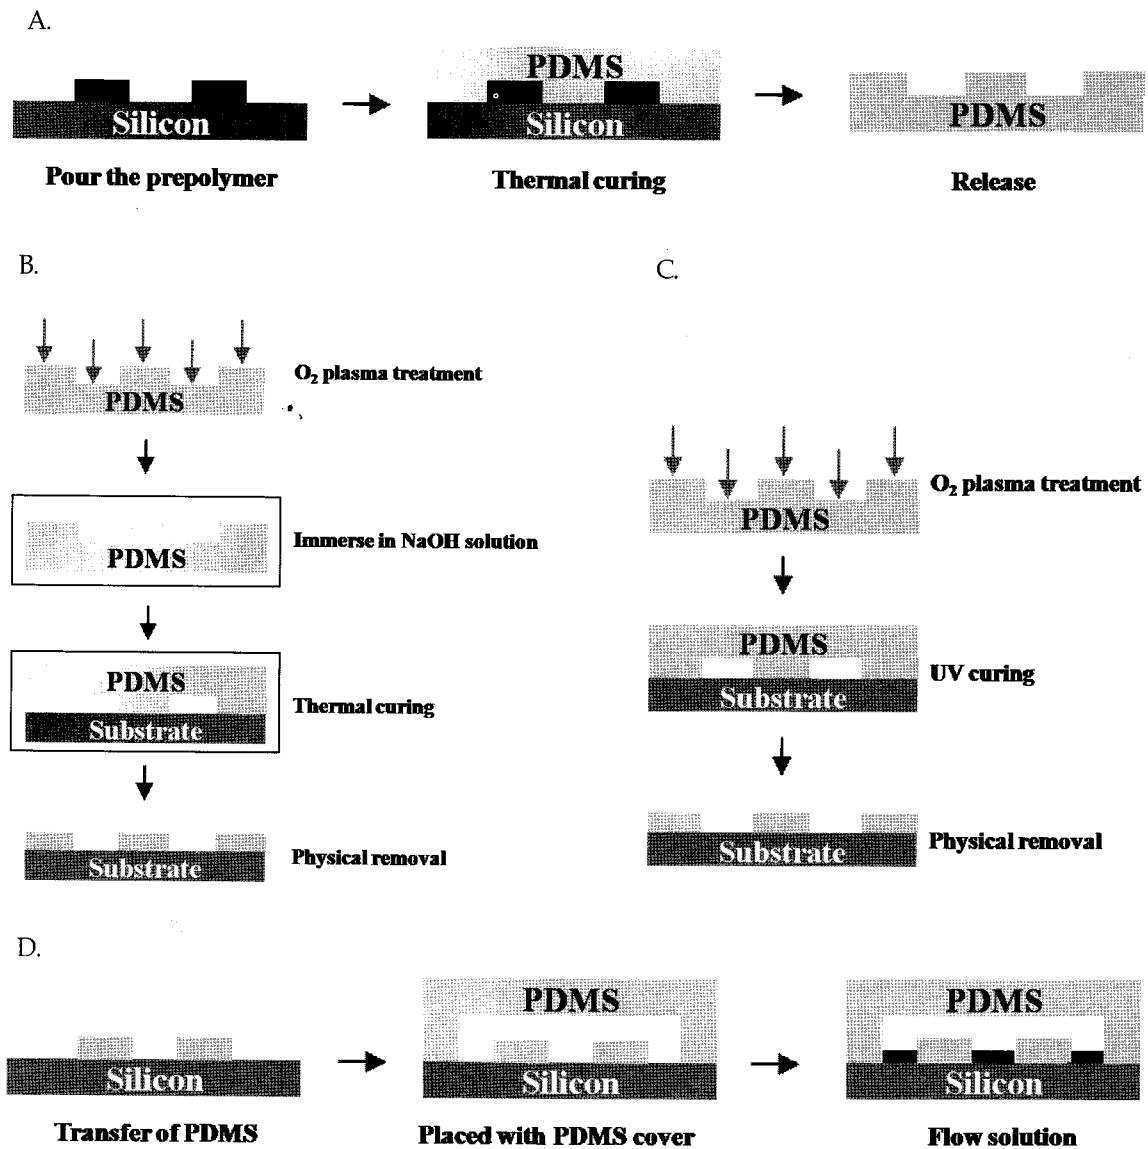 A.
PDMS
Silicon
Silicon
PDMS
Pour the prepolymer
Thermal curing
Release
B.
O₂ plasma treatment
PDMS
PDMS
Immerse in NaOH solution
PDMS
Thermal curing
Substrate
Physical removal
Substrate
C.
O₂ plasma treatment
PDMS
PDMS
UV curing
Substrate
Physical removal
Substrate
D.
PDMS
PDMS
Silicon
Silicon
Silicon
Transfer of PDMS
Placed with PDMS cover
Flow solution